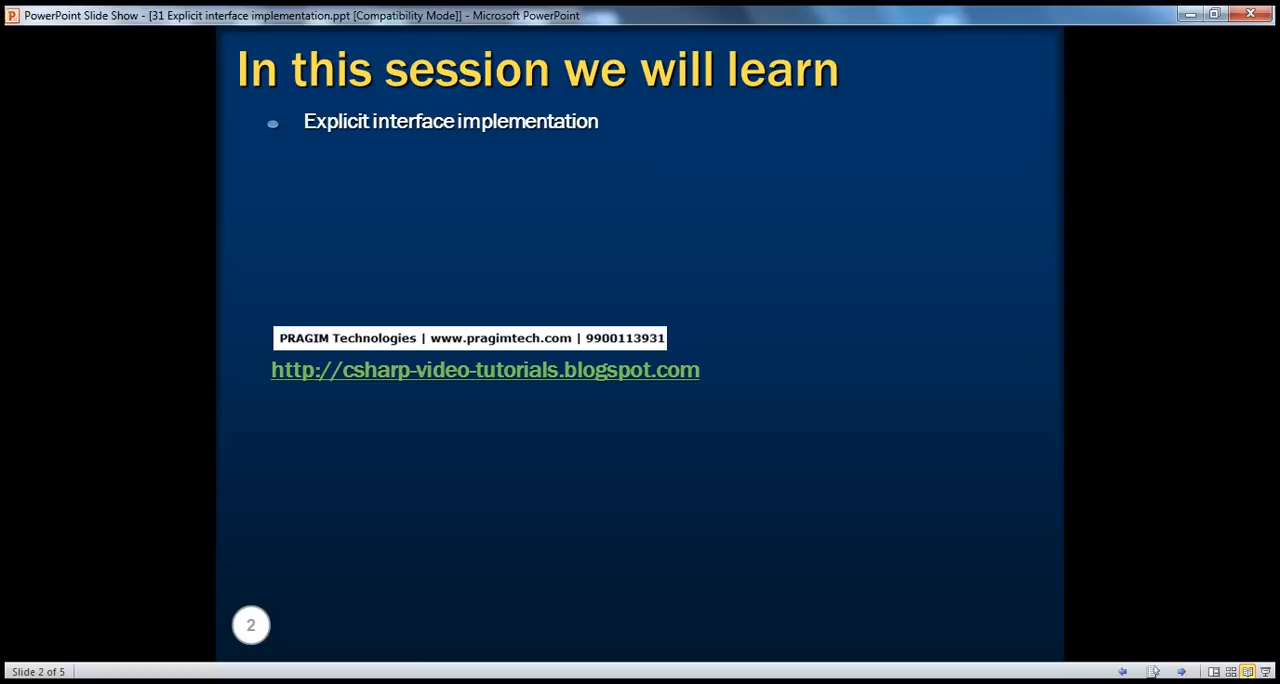 PowerPoint Slide Show - [31 Explicit interface implementation.ppt [Compatibility Mode]] - Microsoft PowerPoint
In this session we will learn
Explicit interface implementation
PRAGIM Technologies | www.pragimtech.com | 9900113931
http://csharp-video-tutorials.blogspot.com
2
Slide 2 of 5